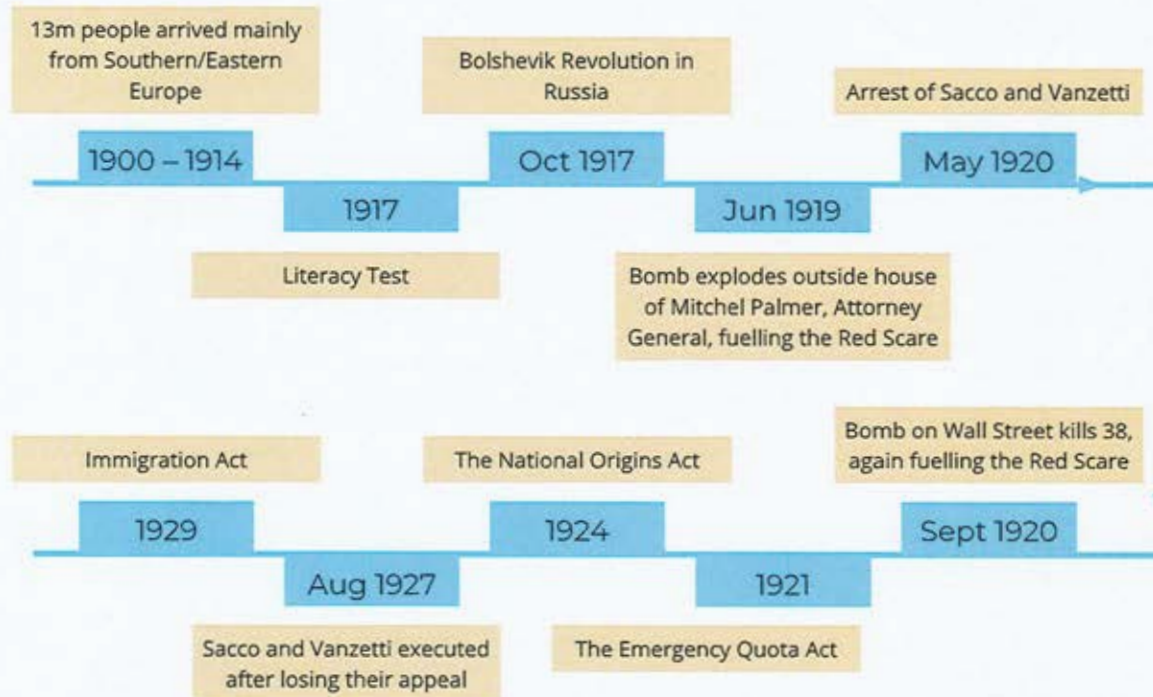 13m people arrived mainly
from Southern/Eastern
Europe
1900 – 1914
1917
Literacy Test
Bolshevik Revolution in
Russia
Oct 1917
Jun 1919
Bomb explodes outside house
of Mitchel Palmer, Attorney
General, fuelling the Red Scare
Arrest of Sacco and Vanzetti
May 1920
Bomb on Wall Street kills 38,
again fuelling the Red Scare
Sept 1920
1921
The Emergency Quota Act
The National Origins Act
1924
Aug 1927
Sacco and Vanzetti executed
after losing their appeal
Immigration Act
1929